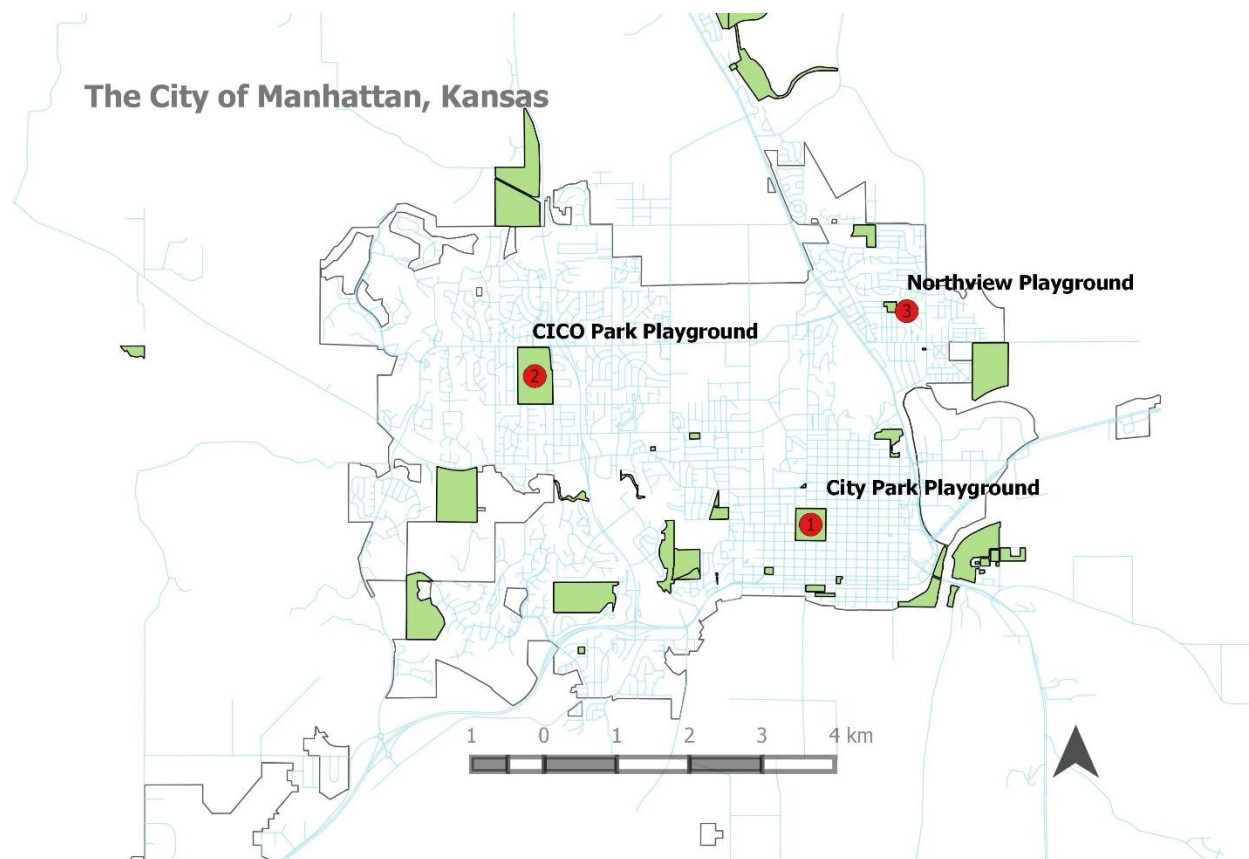 The City of Manhattan, Kansas
Northview Playground
3
CICO Park Playground
2
City Park Playground
1
1 0 1 2 3 4 km